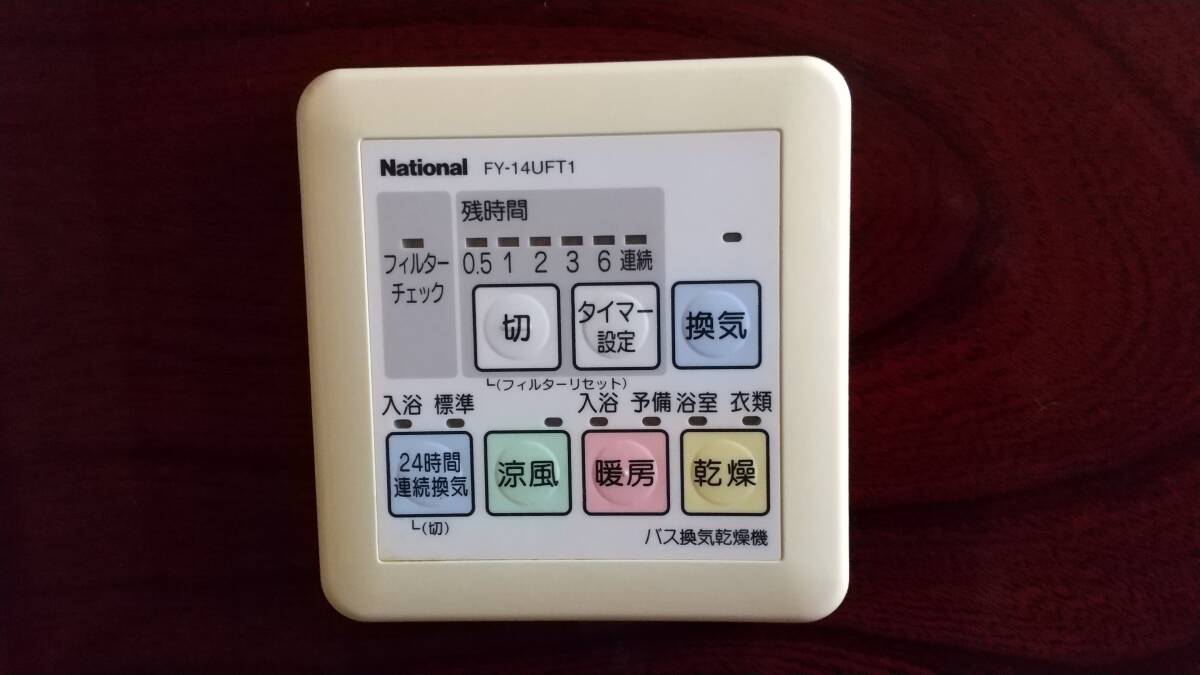 National FY-14UFT1
残時間
0.5 1 2 3 6 連続
フィルター
チェック
切
タイマー
設定
換気
└(フィルターリセット)
入浴 標準 入浴 予備 浴室 衣類
24時間
連続換気
涼風
暖房
乾燥
└(切)
バス換気乾燥機